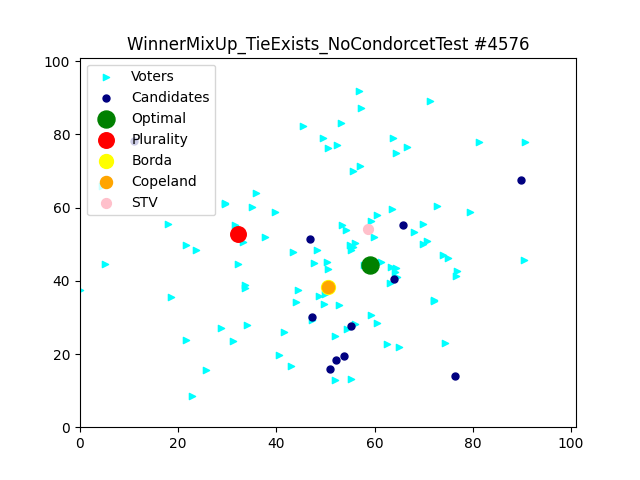 WinnerMixUp_TieExists_NoCondorcetTest #4576
100
80
60
40
20
0
Voters
Candidates
Optimal
Plurality
Borda
Copeland
STV
0 20 40 60 80 100